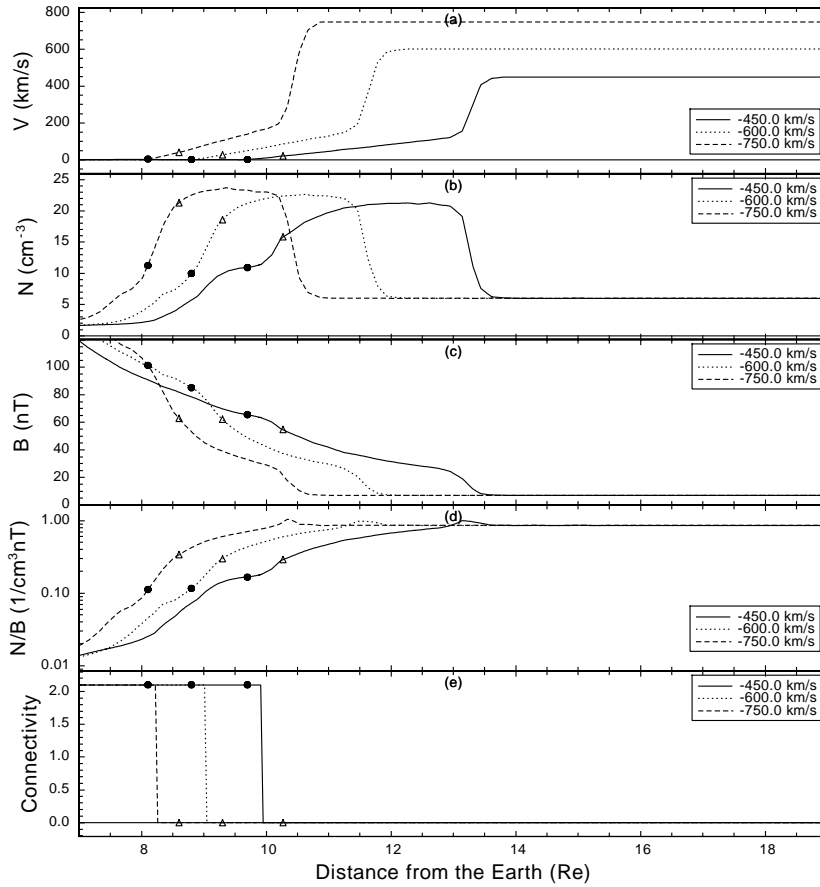 (a)
800
600
400
200
0
V (km/s)
-450.0 km/s
-600.0 km/s
-750.0 km/s
(b)
25
20
15
10
5
0
N (cm-3)
-450.0 km/s
-600.0 km/s
-750.0 km/s
(c)
100
80
60
40
20
0
B (nT)
-450.0 km/s
-600.0 km/s
-750.0 km/s
(d)
1.00
0.10
0.01
N/B (1/cm3nT)
-450.0 km/s
-600.0 km/s
-750.0 km/s
(e)
2.0
1.5
1.0
0.5
0.0
Connectivity
-450.0 km/s
-600.0 km/s
-750.0 km/s
8 10 12 14 16 18
Distance from the Earth (Re)